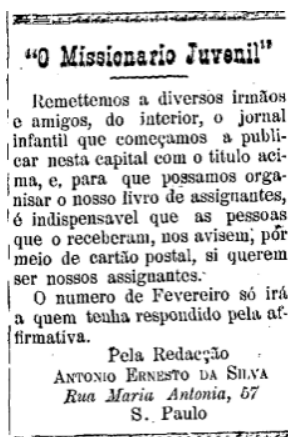 "O Missionario Juvenil"
Remettemos a diversos irmãos
e amigos, do interior, o jornal
infantil que começamos a publi-
car nesta capital com o titulo aci-
ma, e, para que possamos orga-
nisar o nosso livro de assignantes,
é indispensavel que as pessoas
que o receberam, nos avisem, por
meio de cartão postal, si querem
ser nossos assignantes.
O numero de Fevereiro só irá
a quem tenha respondido pela af-
firmativa.
Pela Redacção
ANTONIO ERNESTO DA SILVA
Rua Maria Antonia, 57
S. Paulo